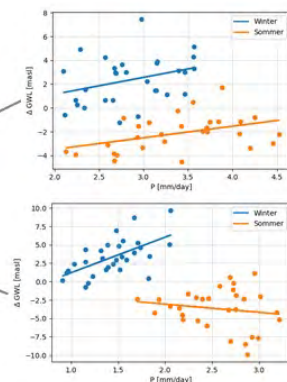 8
Winter
Sommer
6
4
2
0
−2
−4
Δ GWL [masl]
2.0 2.5 3.0 3.5 4.0 4.5
P [mm/day]
10.0
Winter
Sommer
7.5
5.0
2.5
0.0
−2.5
−5.0
−7.5
−10.0
Δ GWL [masl]
1.0 1.5 2.0 2.5 3.0
P [mm/day]